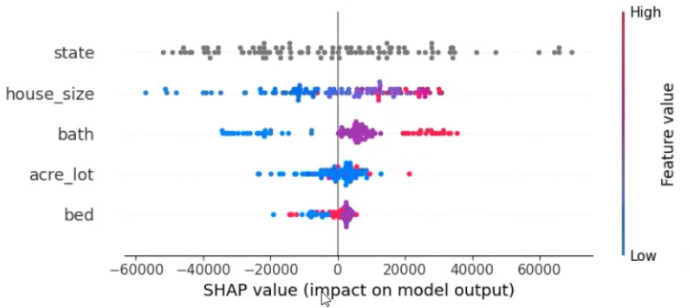 High
state
house_size
bath
acre_lot
bed
Feature value
Low
−60000 −40000 −20000 0 20000 40000 60000
SHAP value (impact on model output)